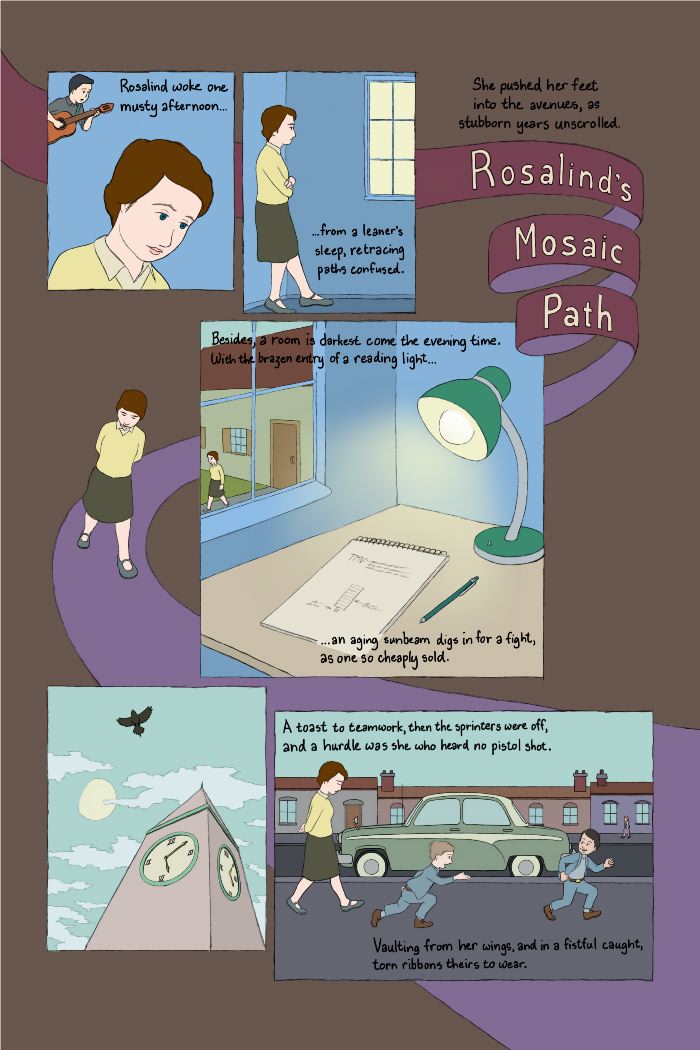 Rosalind woke one
musty afternoon...
...from a leaner's
sleep, retracing
paths confused.
She pushed her feet
into the avenues, as
stubborn years unscrolled.
Rosalind's
Mosaic
Path
Besides, a room is darkest come the evening time.
With the brazen entry of a reading light...
TMV
...an aging sunbeam digs in for a fight,
as one so cheaply sold.
A toast to teamwork, then the sprinters were off,
and a hurdle was she who heard no pistol shot.
Vaulting from her wings, and in a fistful caught,
torn ribbons theirs to wear.